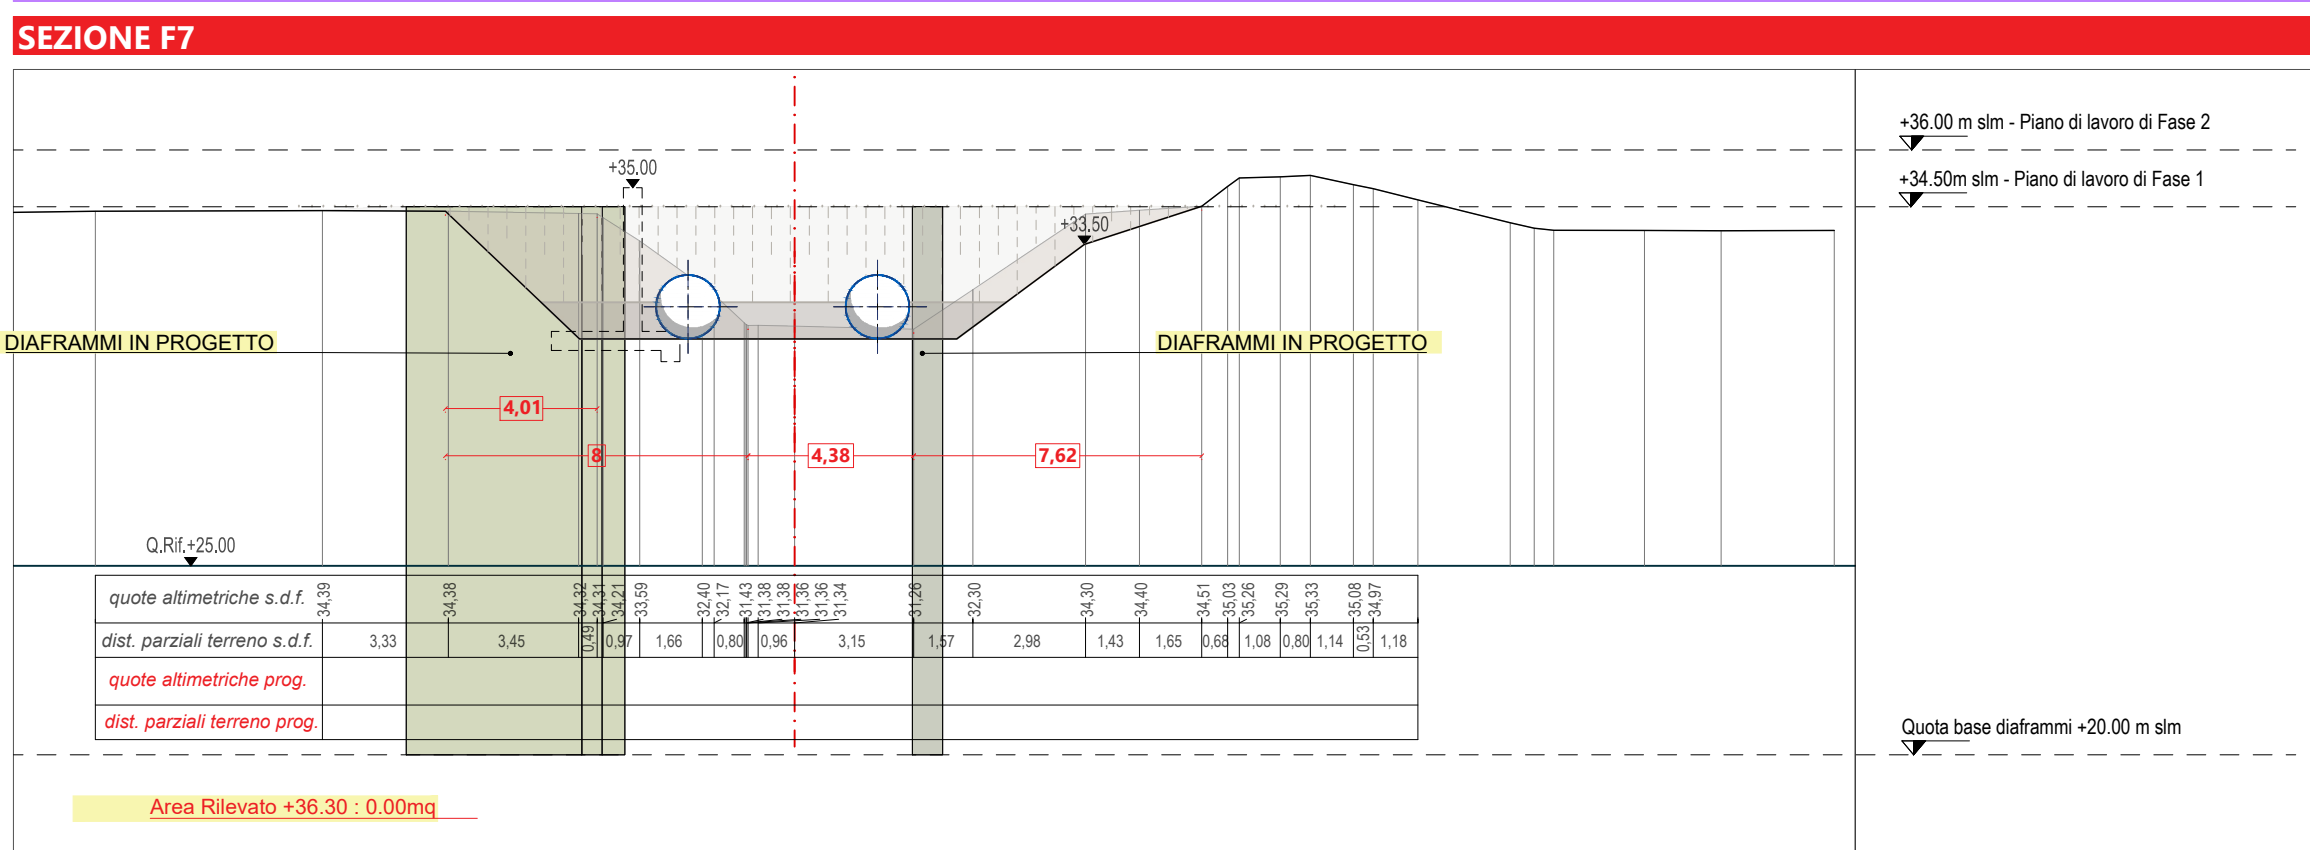 SEZIONE F7
+36.00 m slm - Piano di lavoro di Fase 2
+35.00
+34.50m slm - Piano di lavoro di Fase 1
+33.50
DIAFRAMMI IN PROGETTO
DIAFRAMMI IN PROGETTO
4,01
8
4,38
7,62
Q.Rif.+25.00
quote altimetriche s.d.f. 34,39 34,38 34,32 34,31 34,21 33,59 32,40 32,17 31,43 31,38 31,38 31,36 31,36 31,34 31,26 32,30 34,30 34,40 34,51 35,03 35,26 35,29 35,33 35,08 34,97
dist. parziali terreno s.d.f. 3,33 3,45 0,49 0,97 1,66 0,80 0,96 3,15 1,57 2,98 1,43 1,65 0,68 1,08 0,80 1,14 0,53 1,18
quote altimetriche prog.
dist. parziali terreno prog.
Quota base diaframmi +20.00 m slm
Area Rilevato +36.30 : 0.00mq